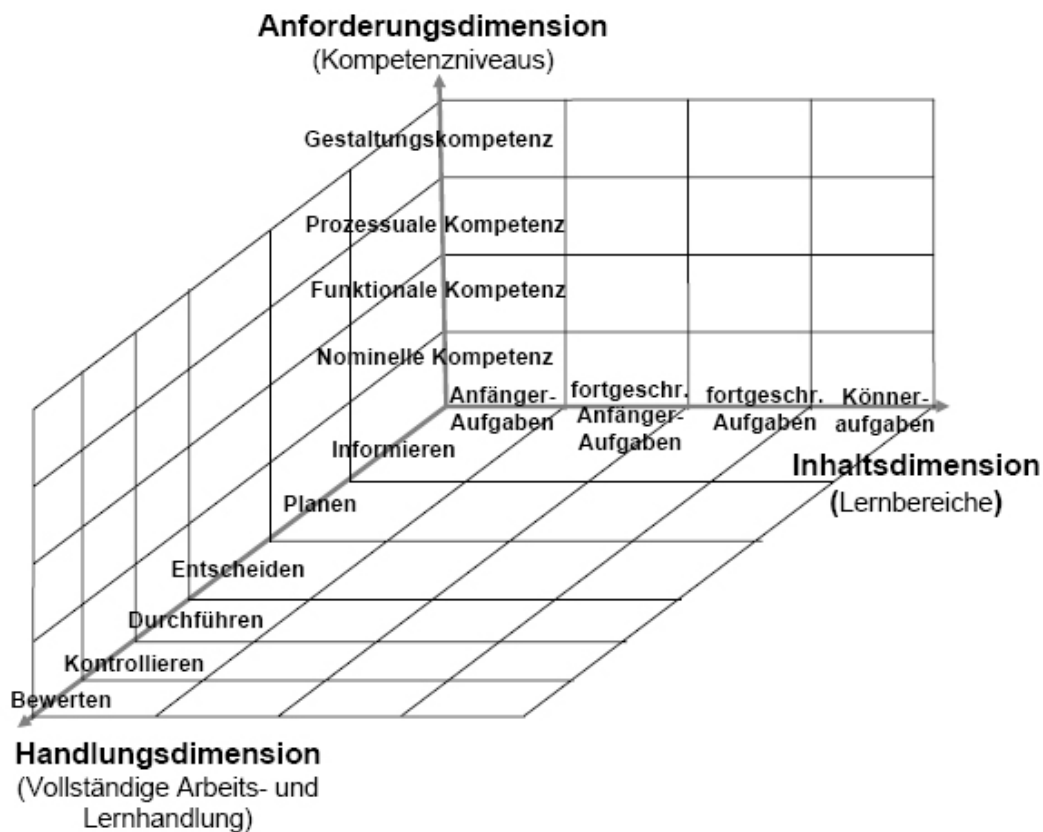 Anforderungsdimension
(Kompetenzniveaus)
Gestaltungskompetenz
Prozessuale Kompetenz
Funktionale Kompetenz
Nominelle Kompetenz
Anfänger-
Aufgaben
fortgeschr.
Anfänger-
Aufgaben
fortgeschr.
Aufgaben
Könner-
aufgaben
Inhaltsdimension
(Lernbereiche)
Informieren
Planen
Entscheiden
Durchführen
Kontrollieren
Bewerten
Handlungsdimension
(Vollständige Arbeits- und
Lernhandlung)